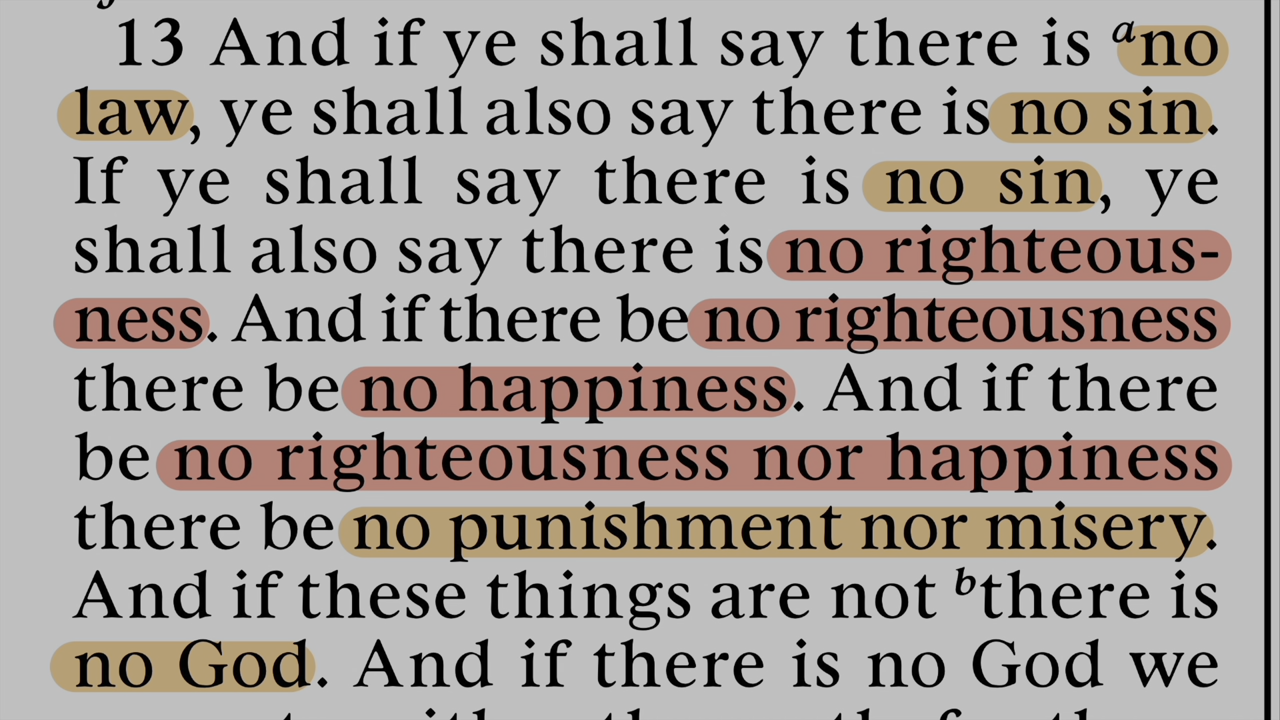 13 And if ye shall say there is ᵃno
law, ye shall also say there is no sin.
If ye shall say there is no sin, ye
shall also say there is no righteous-
ness. And if there be no righteousness
there be no happiness. And if there
be no righteousness nor happiness
there be no punishment nor misery.
And if these things are not ᵇthere is
no God. And if there is no God we